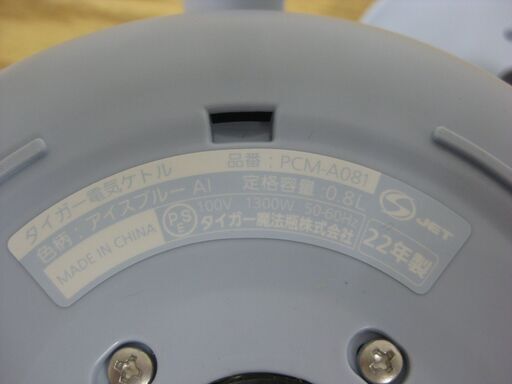 タイガー電気ケトル 品番:PCM-A081
色柄:アイスブルー AI 定格容量:0.8L
100V 1300W 50-60Hz
PSE タイガー魔法瓶株式会社
MADE IN CHINA
S JET
22年製